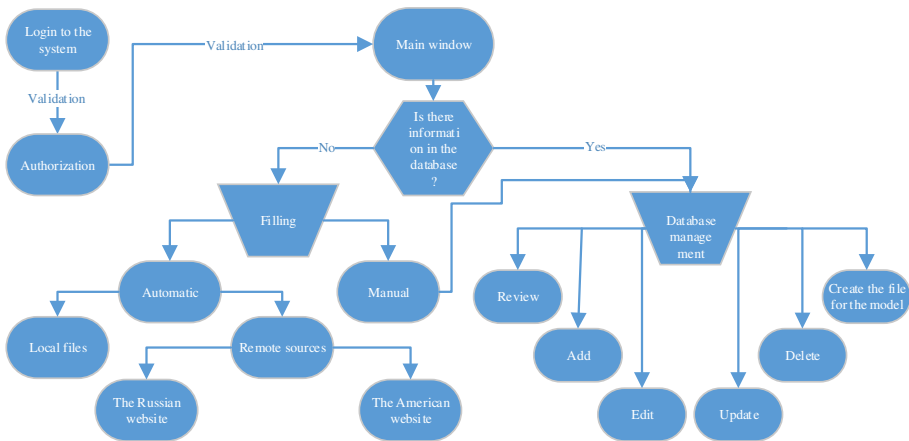 Login to the
system
Validation
Authorization
Validation
Main window
Is there
informati
on in the
database
?
No
Yes
Filling
Database
manage
ment
Automatic
Manual
Review
Create the file
for the model
Local files
Remote sources
Add
Delete
The Russian
website
The American
website
Edit
Update